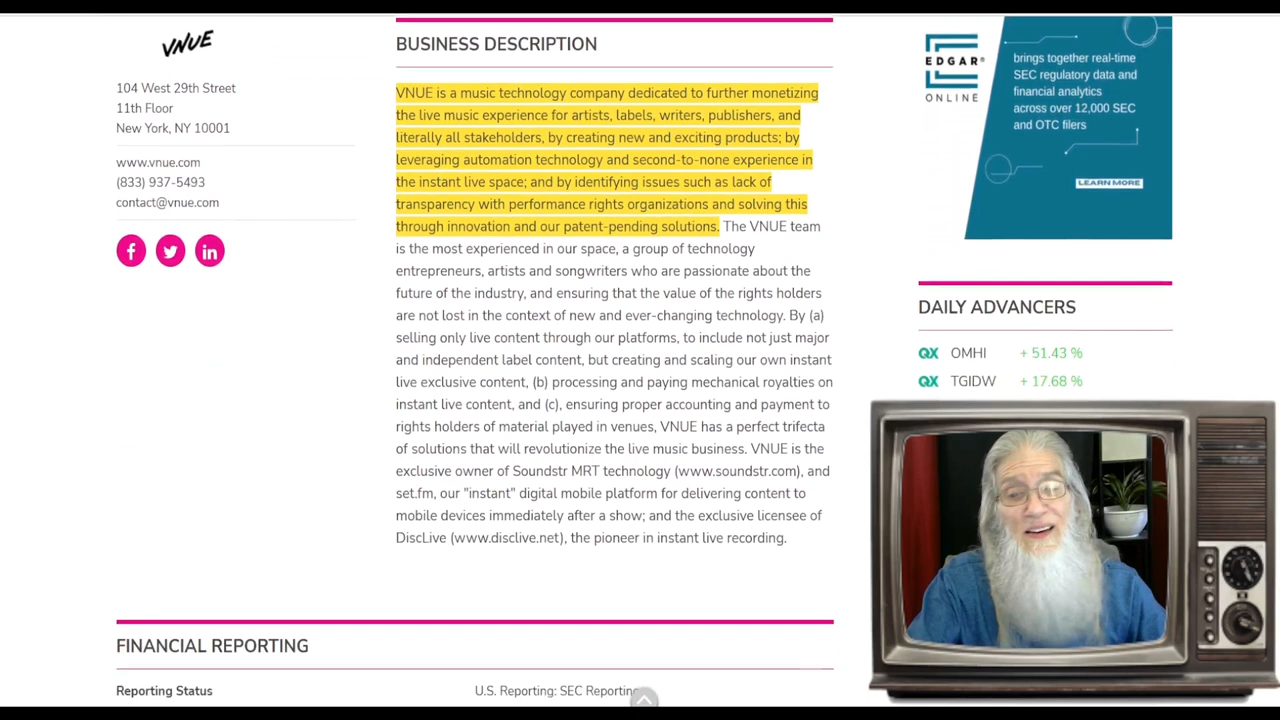 VNUE
104 West 29th Street
11th Floor
New York, NY 10001
www.vnue.com
(833) 937-5493
contact@vnue.com
BUSINESS DESCRIPTION
VNUE is a music technology company dedicated to further monetizing
the live music experience for artists, labels, writers, publishers, and
literally all stakeholders, by creating new and exciting products; by
leveraging automation technology and second-to-none experience in
the instant live space; and by identifying issues such as lack of
transparency with performance rights organizations and solving this
through innovation and our patent-pending solutions. The VNUE team
is the most experienced in our space, a group of technology
entrepreneurs, artists and songwriters who are passionate about the
future of the industry, and ensuring that the value of the rights holders
are not lost in the context of new and ever-changing technology. By (a)
selling only live content through our platforms, to include not just major
and independent label content, but creating and scaling our own instant
live exclusive content, (b) processing and paying mechanical royalties on
instant live content, and (c), ensuring proper accounting and payment to
rights holders of material played in venues, VNUE has a perfect trifecta
of solutions that will revolutionize the live music business. VNUE is the
exclusive owner of Soundstr MRT technology (www.soundstr.com), and
set.fm, our "instant" digital mobile platform for delivering content to
mobile devices immediately after a show; and the exclusive licensee of
DiscLive (www.disclive.net), the pioneer in instant live recording.
EDGAR®
ONLINE
brings together real-time
SEC regulatory data and
financial analytics
across over 12,000 SEC
and OTC filers
LEARN MORE
DAILY ADVANCERS
QX OMHI + 51.43 %
QX TGIDW + 17.68 %
FINANCIAL REPORTING
Reporting Status U.S. Reporting: SEC Reporting